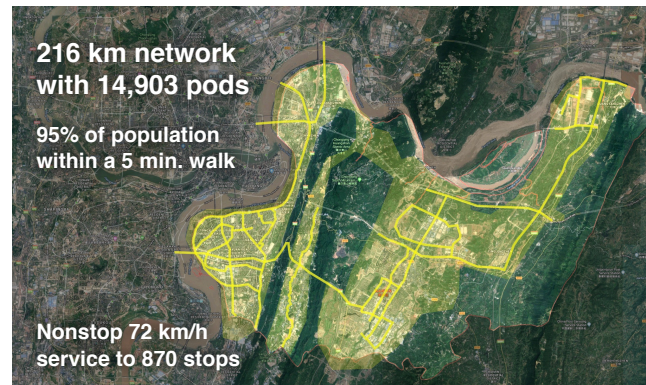 216 km network
with 14,903 pods
95% of population
within a 5 min. walk
Nonstop 72 km/h
service to 870 stops